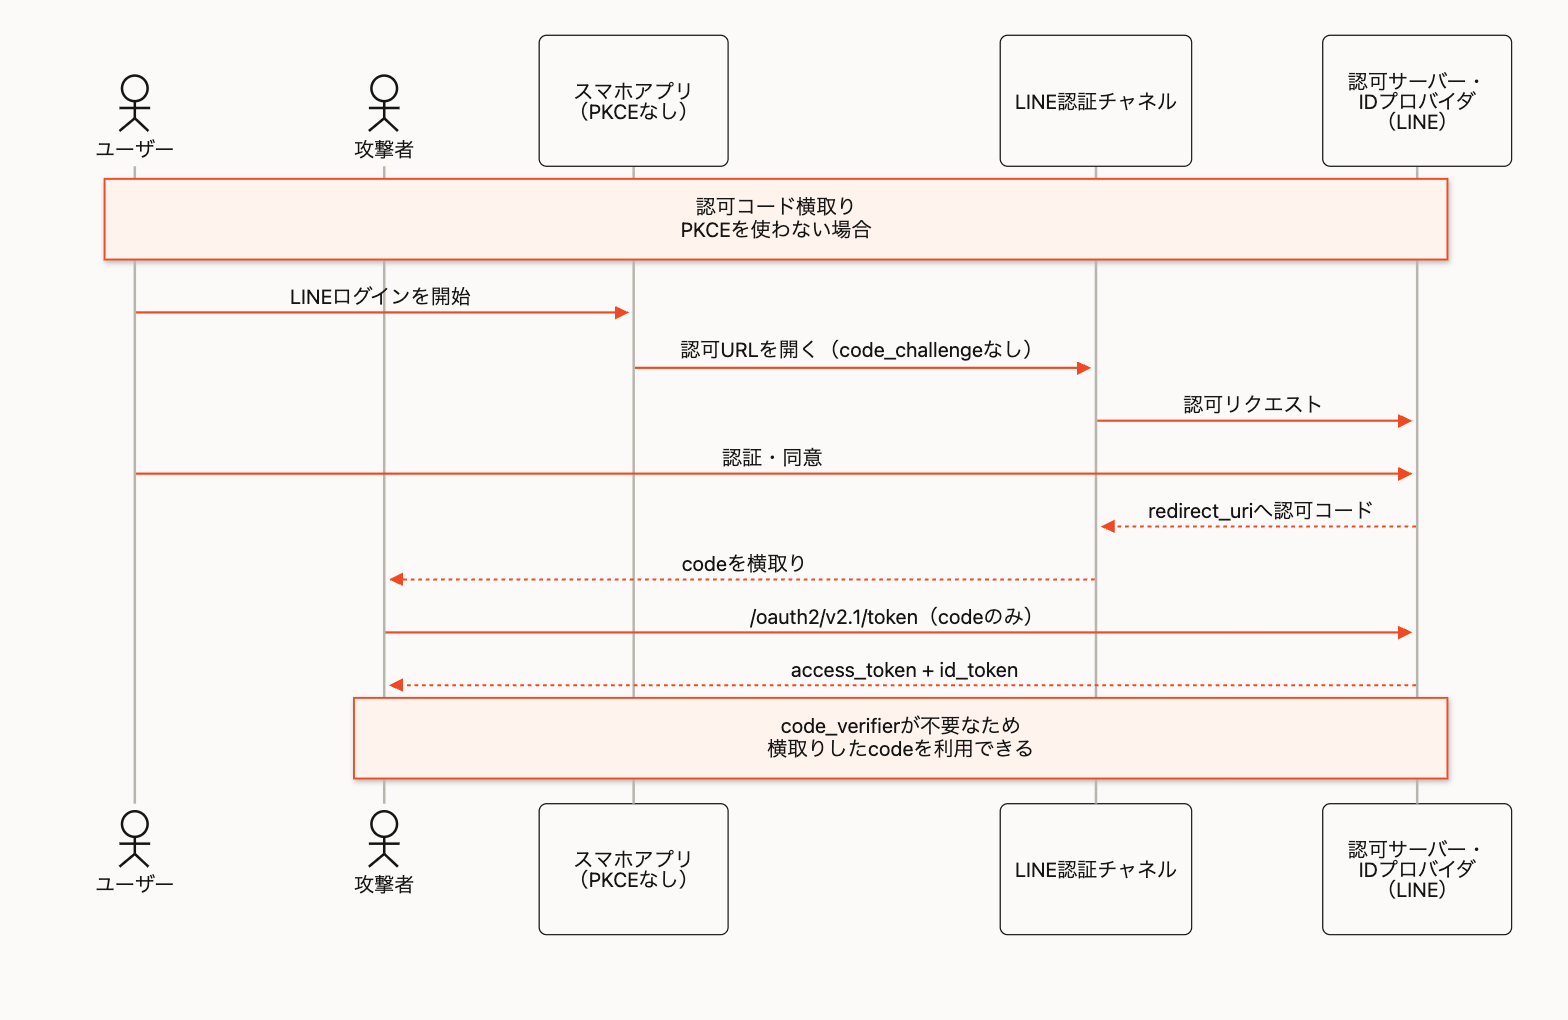 ユーザー
攻撃者
スマホアプリ
（PKCEなし）
LINE認証チャネル
認可サーバー・
IDプロバイダ
（LINE）
認可コード横取り
PKCEを使わない場合
LINEログインを開始
認可URLを開く（code_challengeなし）
認可リクエスト
認証・同意
redirect_uriへ認可コード
codeを横取り
/oauth2/v2.1/token（codeのみ）
access_token + id_token
code_verifierが不要なため
横取りしたcodeを利用できる
ユーザー
攻撃者
スマホアプリ
（PKCEなし）
LINE認証チャネル
認可サーバー・
IDプロバイダ
（LINE）